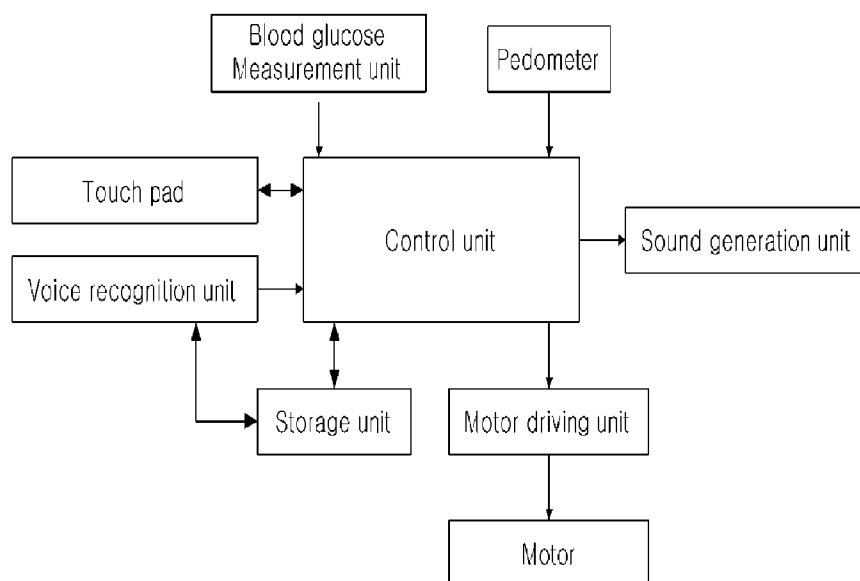 Blood glucose
Measurement unit
Pedometer
Touch pad
Control unit
Sound generation unit
Voice recognition unit
Storage unit
Motor driving unit
Motor